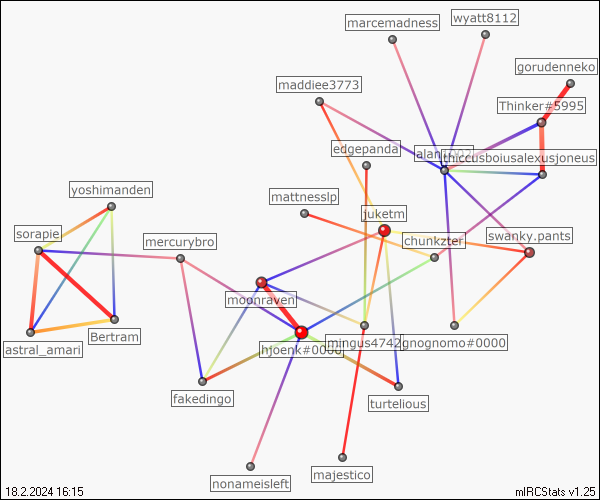 marcemadness
wyatt8112
gorudenneko
maddiee3773
Thinker#5995
edgepanda
thiccusboiusalexusjoneus
yoshimanden
mattnesslp
juketm
sorapie
mercurybro
chunkzter
swanky.pants
moonraven
astral_amari
Bertram
hjoenk#0000
mingus4742
gnognomo#0000
fakedingo
turtelious
nonameisleft
majestico
18.2.2024 16:15
mIRCStats v1.25